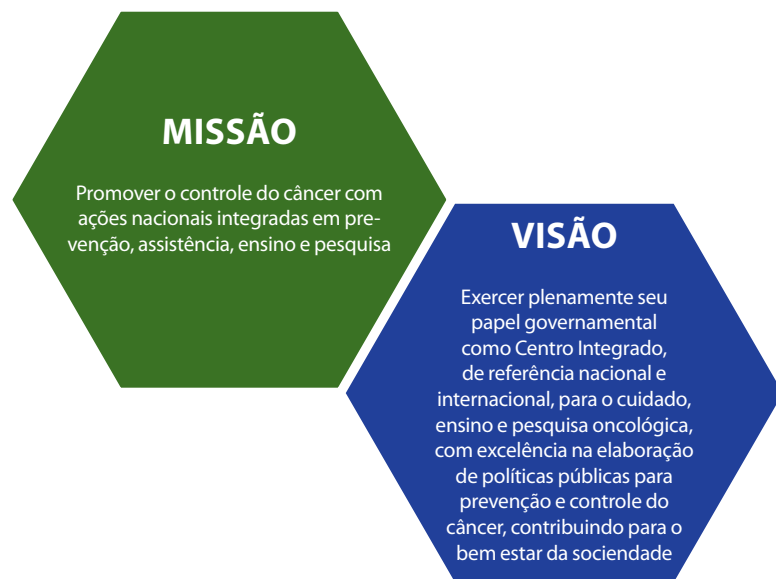 MISSÃO
Promover o controle do câncer com
ações nacionais integradas em pre-
venção, assistência, ensino e pesquisa
VISÃO
Exercer plenamente seu
papel governamental
como Centro Integrado,
de referência nacional e
internacional, para o cuidado,
ensino e pesquisa oncológica,
com excelência na elaboração
de políticas públicas para
prevenção e controle do
câncer, contribuindo para o
bem estar da sociendade